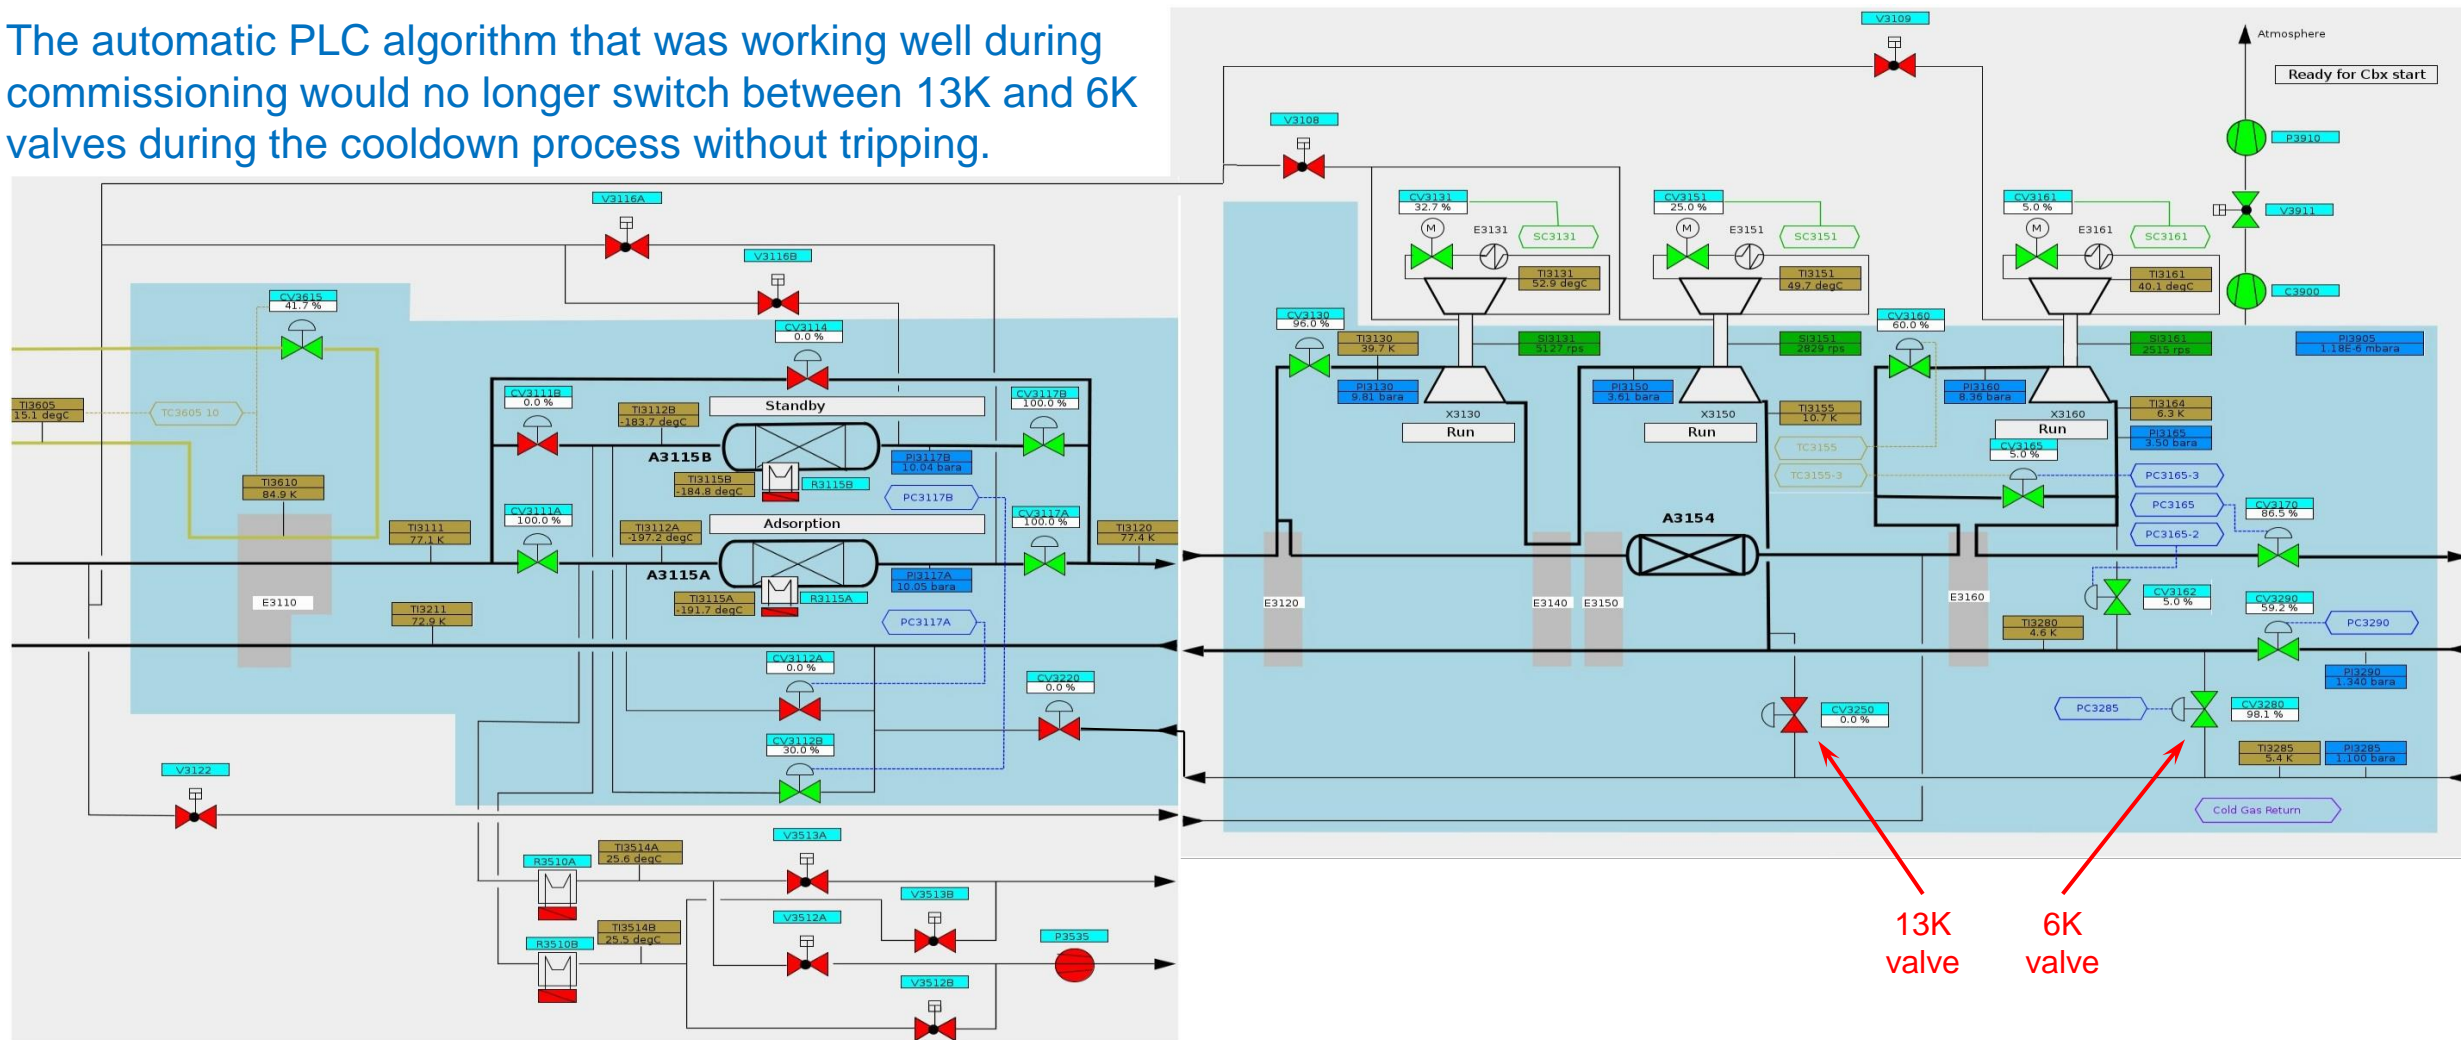 The automatic PLC algorithm that was working well during
commissioning would no longer switch between 13K and 6K
valves during the cooldown process without tripping.
V3109
Atmosphere
Ready for Cbx start
P3910
V3108
V3911
C3900
CV3131
32.7 %
E3131
SC3131
TI3131
52.9 degC
CV3151
25.0 %
E3151
SC3151
TI3151
49.7 degC
CV3161
5.0 %
E3161
SC3161
TI3161
40.1 degC
M
M
M
V3116A
V3116B
CV3615
41.7 %
CV3114
0.0 %
CV3130
96.0 %
TI3130
39.7 K
SI3131
5127 rps
PI3130
9.81 bara
X3130
Run
PI3150
3.61 bara
SI3151
2829 rps
X3150
Run
TI3155
10.7 K
CV3160
60.0 %
PI3160
8.36 bara
SI3161
2515 rps
X3160
Run
TI3164
6.3 K
PI3165
3.50 bara
PI3905
1.18E-6 mbara
TI3605
15.1 degC
TC3605 10
CV3111B
0.0 %
TI3112B
-183.7 degC
Standby
CV3117B
100.0 %
A3115B
PI3117B
10.04 bara
TI3115B
-184.8 degC
R3115B
PC3117B
TC3155
TC3155-3
CV3165
5.0 %
PC3165-3
PC3165
PC3165-2
CV3170
86.5 %
TI3610
84.9 K
E3110
TI3111
77.1 K
CV3111A
100.0 %
TI3112A
-197.2 degC
Adsorption
CV3117A
100.0 %
TI3120
77.4 K
A3115A
PI3117A
10.05 bara
TI3115A
-191.7 degC
R3115A
PC3117A
A3154
E3120
E3140
E3150
E3160
CV3162
5.0 %
CV3290
59.2 %
PC3290
TI3280
4.6 K
PI3290
1.340 bara
TI3211
72.9 K
CV3112A
0.0 %
CV3220
0.0 %
CV3112B
30.0 %
CV3250
0.0 %
PC3285
CV3280
98.1 %
TI3285
5.4 K
PI3285
1.100 bara
Cold Gas Return
V3122
V3513A
TI3514A
25.6 degC
R3510A
V3513B
V3512A
TI3514B
25.5 degC
R3510B
P3535
V3512B
13K
valve
6K
valve